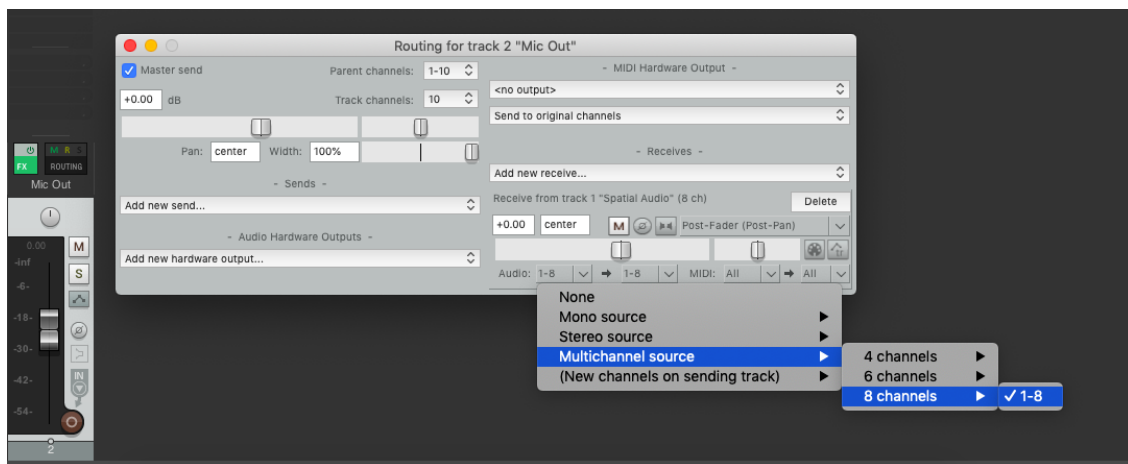 Routing for track 2 "Mic Out"
Master send
Parent channels: 1-10
+0.00 dB
Track channels: 10
Pan: center Width: 100%
- Sends -
Add new send...
- Audio Hardware Outputs -
Add new hardware output...
- MIDI Hardware Output -
<no output>
Send to original channels
- Receives -
Add new receive...
Receive from track 1 "Spatial Audio" (8 ch)
Delete
+0.00 center M Post-Fader (Post-Pan)
Audio: 1-8 1-8 MIDI: All All
None
Mono source
Stereo source
Multichannel source
(New channels on sending track)
4 channels
6 channels
8 channels
✓ 1-8
M R S
FX ROUTING
Mic Out
0.00 M
-inf
S
-6-
-18-
-30-
IN
-42-
-54-
2